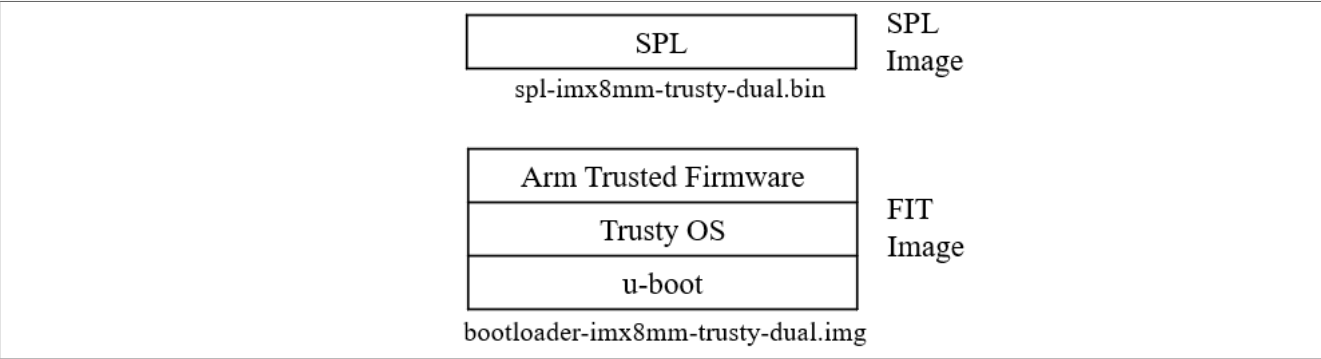 SPL
SPL
Image
spl-imx8mm-trusty-dual.bin
Arm Trusted Firmware
Trusty OS
FIT
Image
u-boot
bootloader-imx8mm-trusty-dual.img